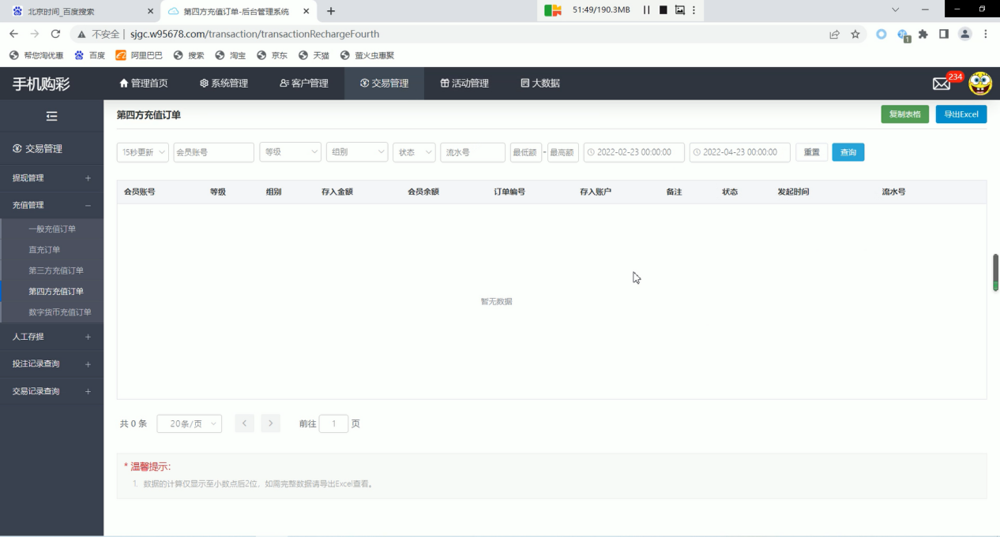 北京时间_百度搜索
第四方充值订单-后台管理系统
51:49/190.3MB
不安全 | sjgc.w95678.com/transaction/transactionRechargeFourth
1
帮您淘优惠 百度 阿里巴巴 搜索 淘宝 京东 天猫 萤火虫惠聚
手机购彩 管理首页 系统管理 客户管理 交易管理 活动管理 大数据 234
交易管理
提现管理 +
充值管理 −
一般充值订单
直充订单
第三方充值订单
第四方充值订单
数字货币充值订单
人工存提 +
投注记录查询 +
交易记录查询 +
第四方充值订单 复制表格 导出Excel
15秒更新 会员账号 等级 组别 状态 流水号 最低额 - 最高额 2022-02-23 00:00:00 2022-04-23 00:00:00 重置 查询
会员账号 等级 组别 存入金额 会员余额 订单编号 存入账户 备注 状态 发起时间 流水号
暂无数据
共 0 条 20条/页 < > 前往 1 页
* 温馨提示：
1. 数据的计算仅显示至小数点后2位，如需完整数据请导出Excel查看。